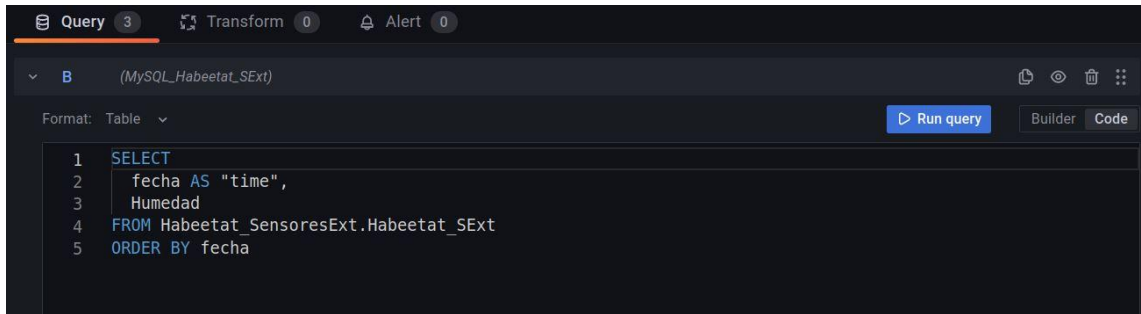 Query 3 Transform 0 Alert 0
B (MySQL_Habeetat_SExt)
Format: Table Run query Builder Code
1 SELECT
2 fecha AS "time",
3 Humedad
4 FROM Habeetat_SensoresExt.Habeetat_SExt
5 ORDER BY fecha